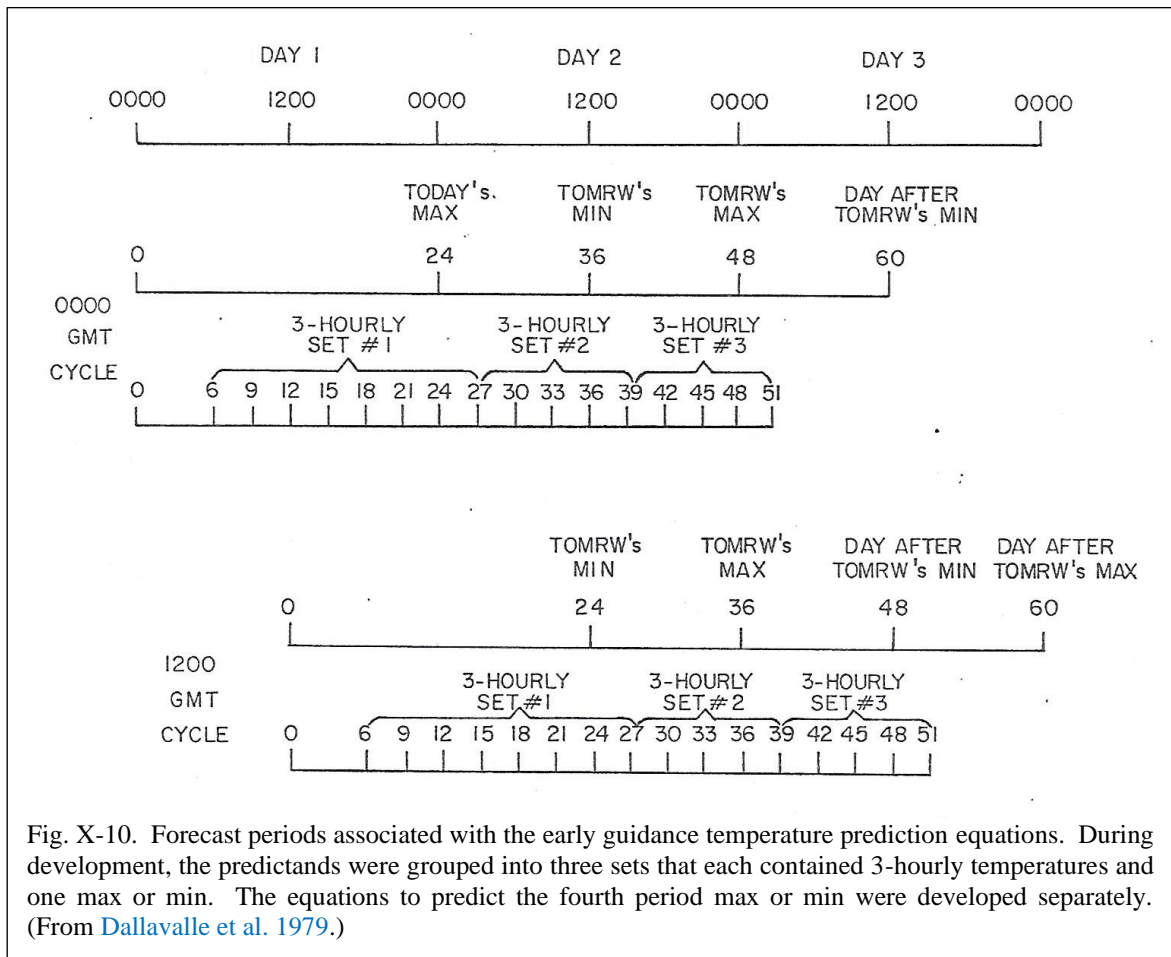 DAY 1 DAY 2 DAY 3
0000 1200 0000 1200 0000 1200 0000
TODAY's. TOMRW's TOMRW's DAY AFTER
MAX MIN MAX TOMRW's MIN
0 24 36 48 60
0000
GMT
CYCLE
3-HOURLY 3-HOURLY 3-HOURLY
SET #1 SET #2 SET #3
0 6 9 12 15 18 21 24 27 30 33 36 39 42 45 48 51
TOMRW's TOMRW's DAY AFTER DAY AFTER
MIN MAX TOMRW's MIN TOMRW's MAX
0 24 36 48 60
1200
GMT
CYCLE
3-HOURLY 3-HOURLY 3-HOURLY
SET #1 SET #2 SET #3
0 6 9 12 15 18 21 24 27 30 33 36 39 42 45 48 51
Fig. X-10. Forecast periods associated with the early guidance temperature prediction equations. During
development, the predictands were grouped into three sets that each contained 3-hourly temperatures and
one max or min. The equations to predict the fourth period max or min were developed separately.
(From Dallavalle et al. 1979.)